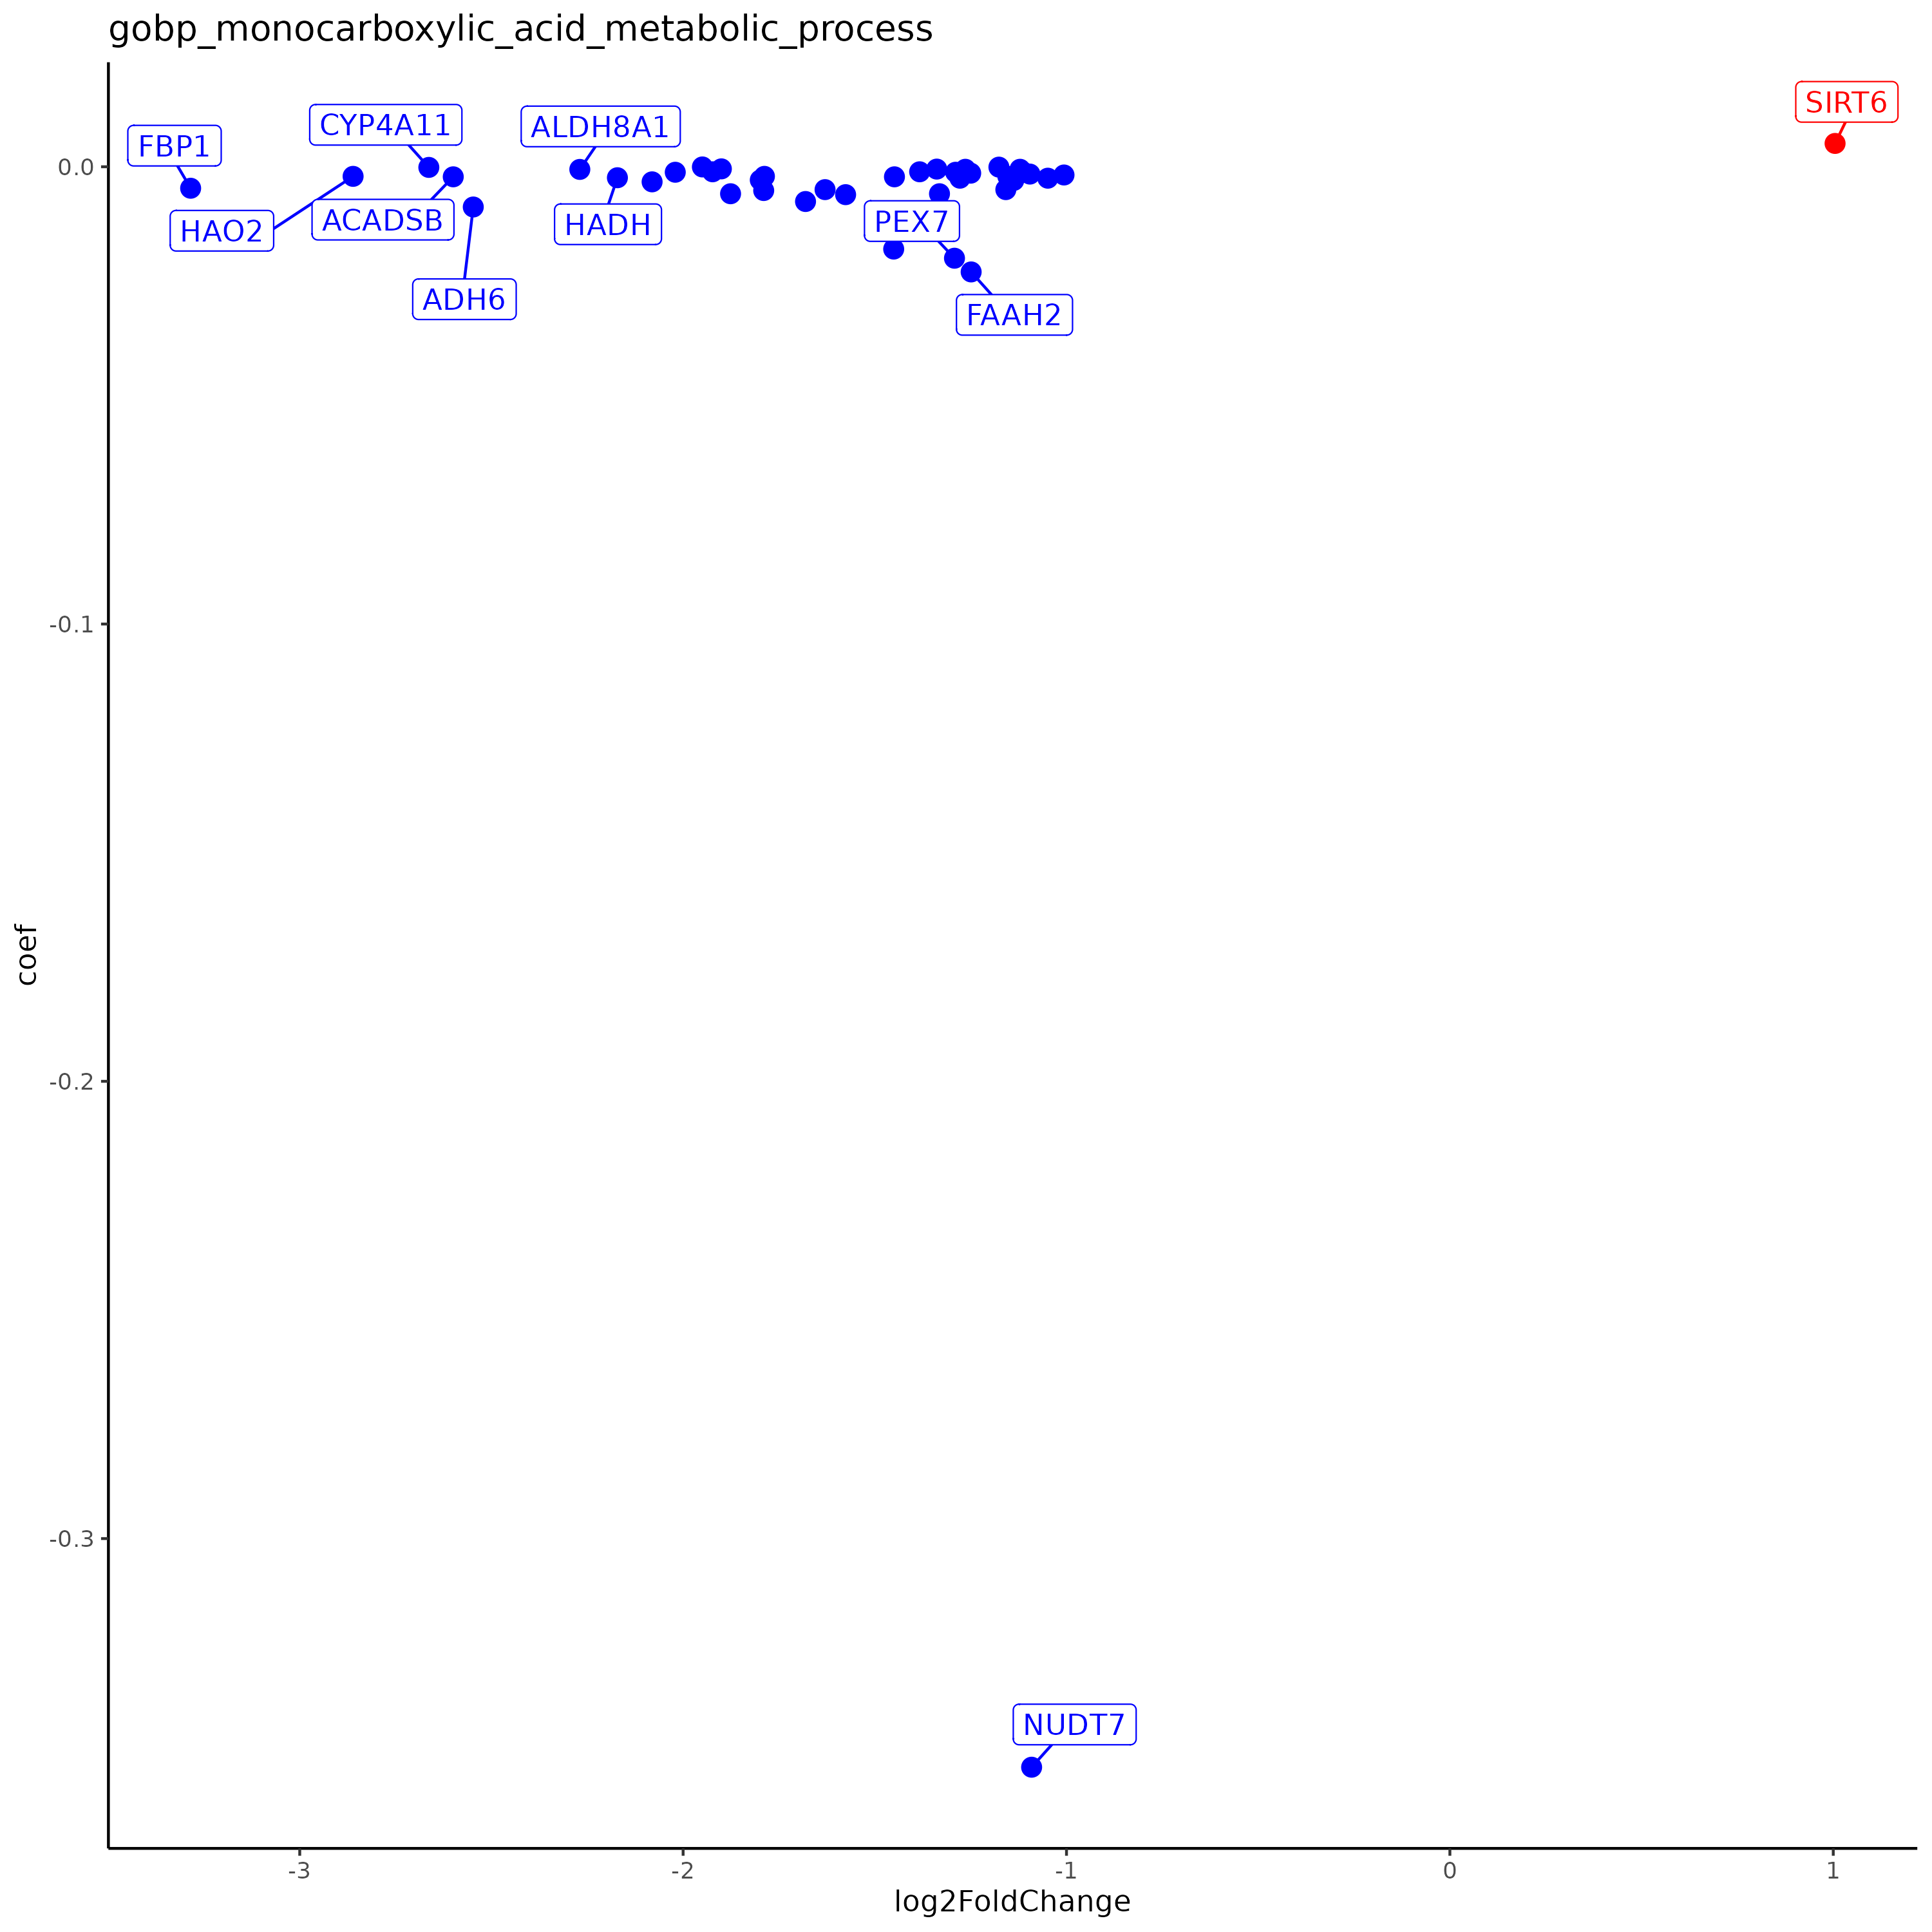 gobp_monocarboxylic_acid_metabolic_process
SIRT6
CYP4A11
ALDH8A1
FBP1
0.0
ACADSB
HADH
PEX7
HAO2
ADH6
FAAH2
-0.1
coef
-0.2
-0.3
NUDT7
-3
-2
-1
0
1
log2FoldChange